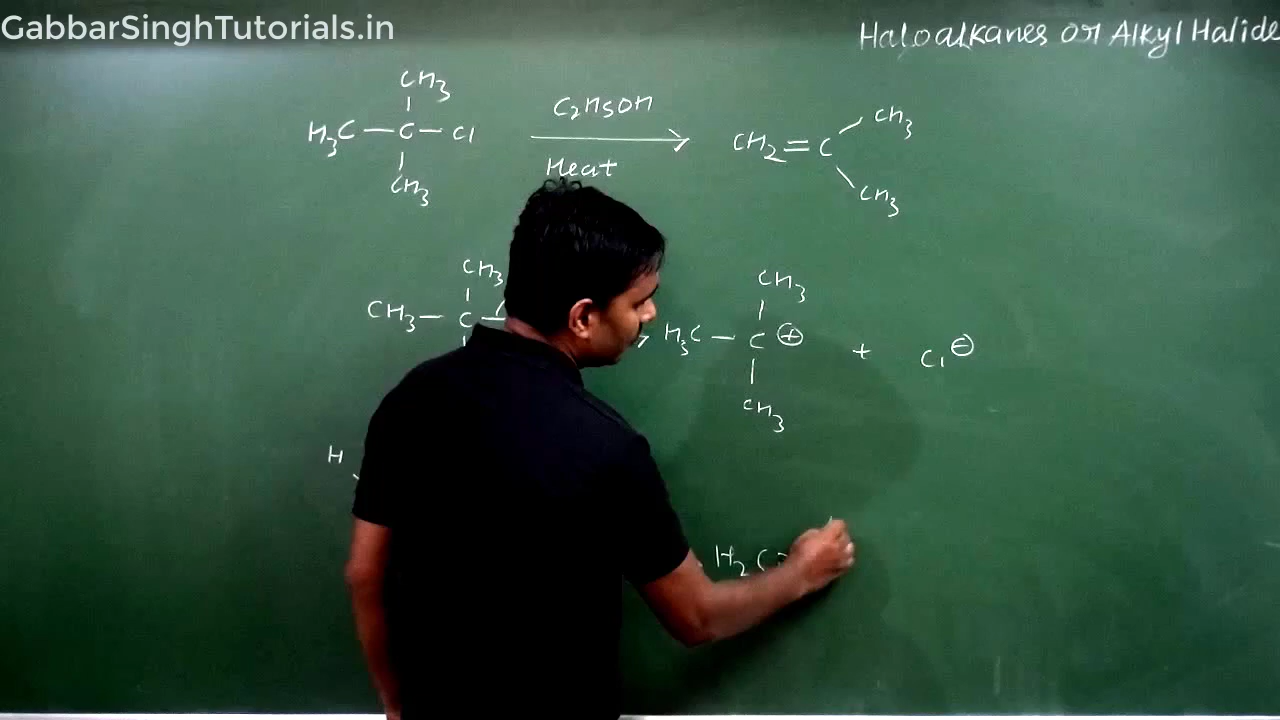 GabbarSinghTutorials.in
Haloalkanes or Alkyl Halide
CH3
H3C — C — Cl
CH3
C2H5OH
Heat
CH2 = C
CH3
CH3
CH3
CH3 — C —
CH3
H3C — C ⊕ + Cl ⊖
CH3
H
H2C